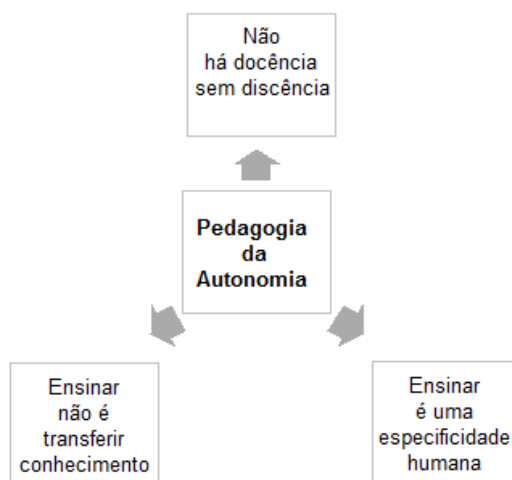 Não
há docência
sem discência
Pedagogia
da
Autonomia
Ensinar
não é
transferir
conhecimento
Ensinar
é uma
especificidade
humana